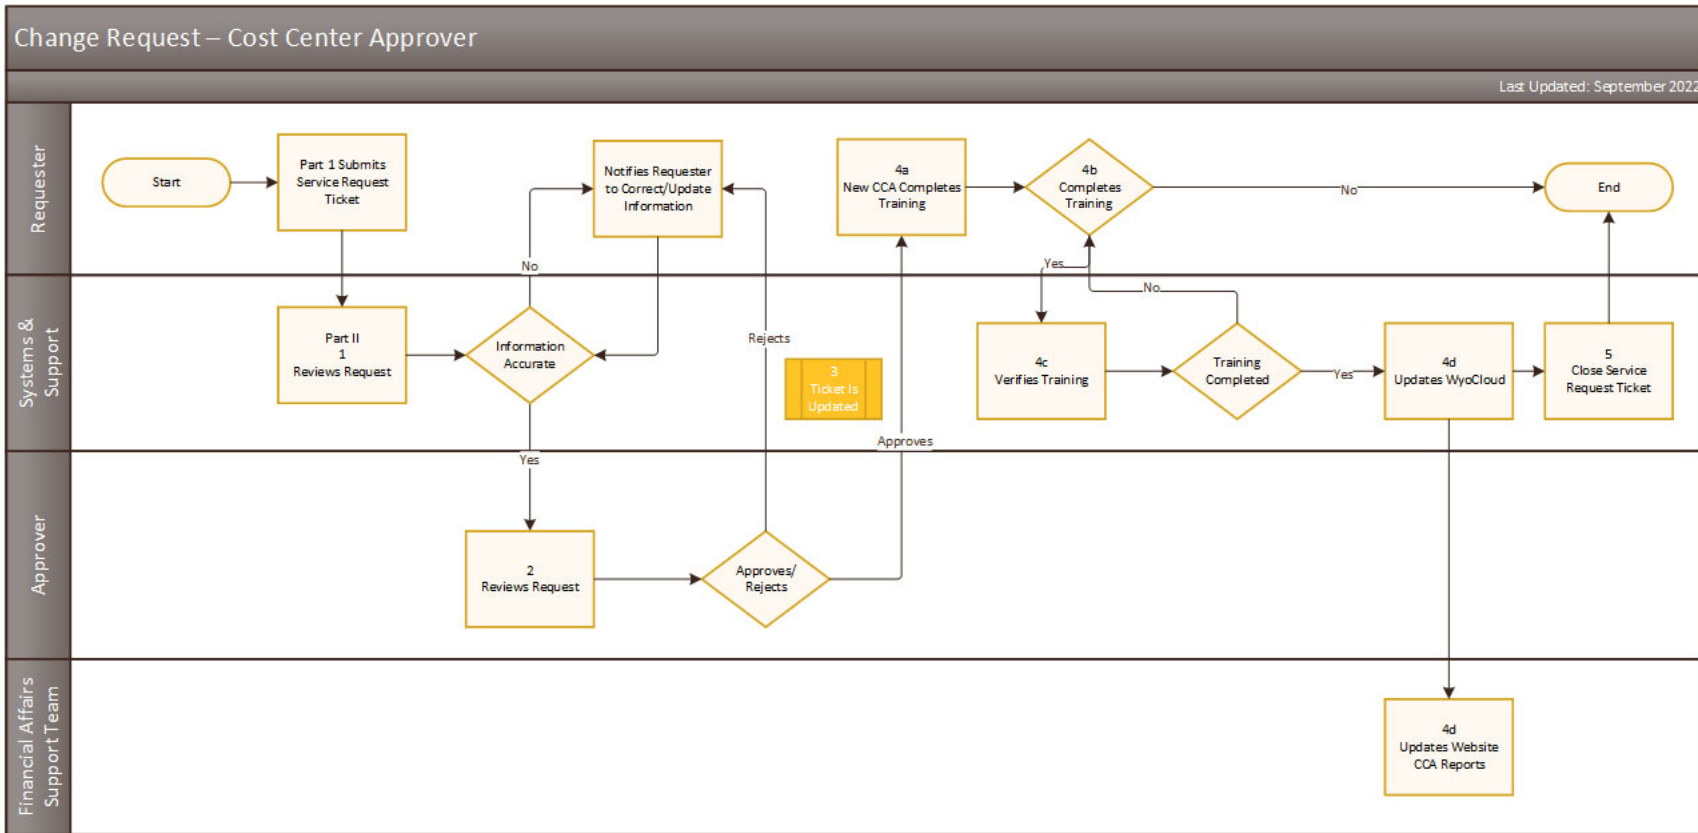 Change Request – Cost Center Approver
Last Updated: September 2022
Requester
Start
Part 1 Submits
Service Request
Ticket
Notifies Requester
to Correct/Update
Information
4a
New CCA Completes
Training
4b
Completes
Training
No
End
Systems &
Support
Part II
1
Reviews Request
No
Information
Accurate
Yes
Rejects
3
Ticket Is
Updated
Approves
Yes
No
4c
Verifies Training
Training
Completed
Yes
4d
Updates WyoCloud
5
Close Service
Request Ticket
Approver
2
Reviews Request
Approves/
Rejects
Financial Affairs
Support Team
4d
Updates Website
CCA Reports